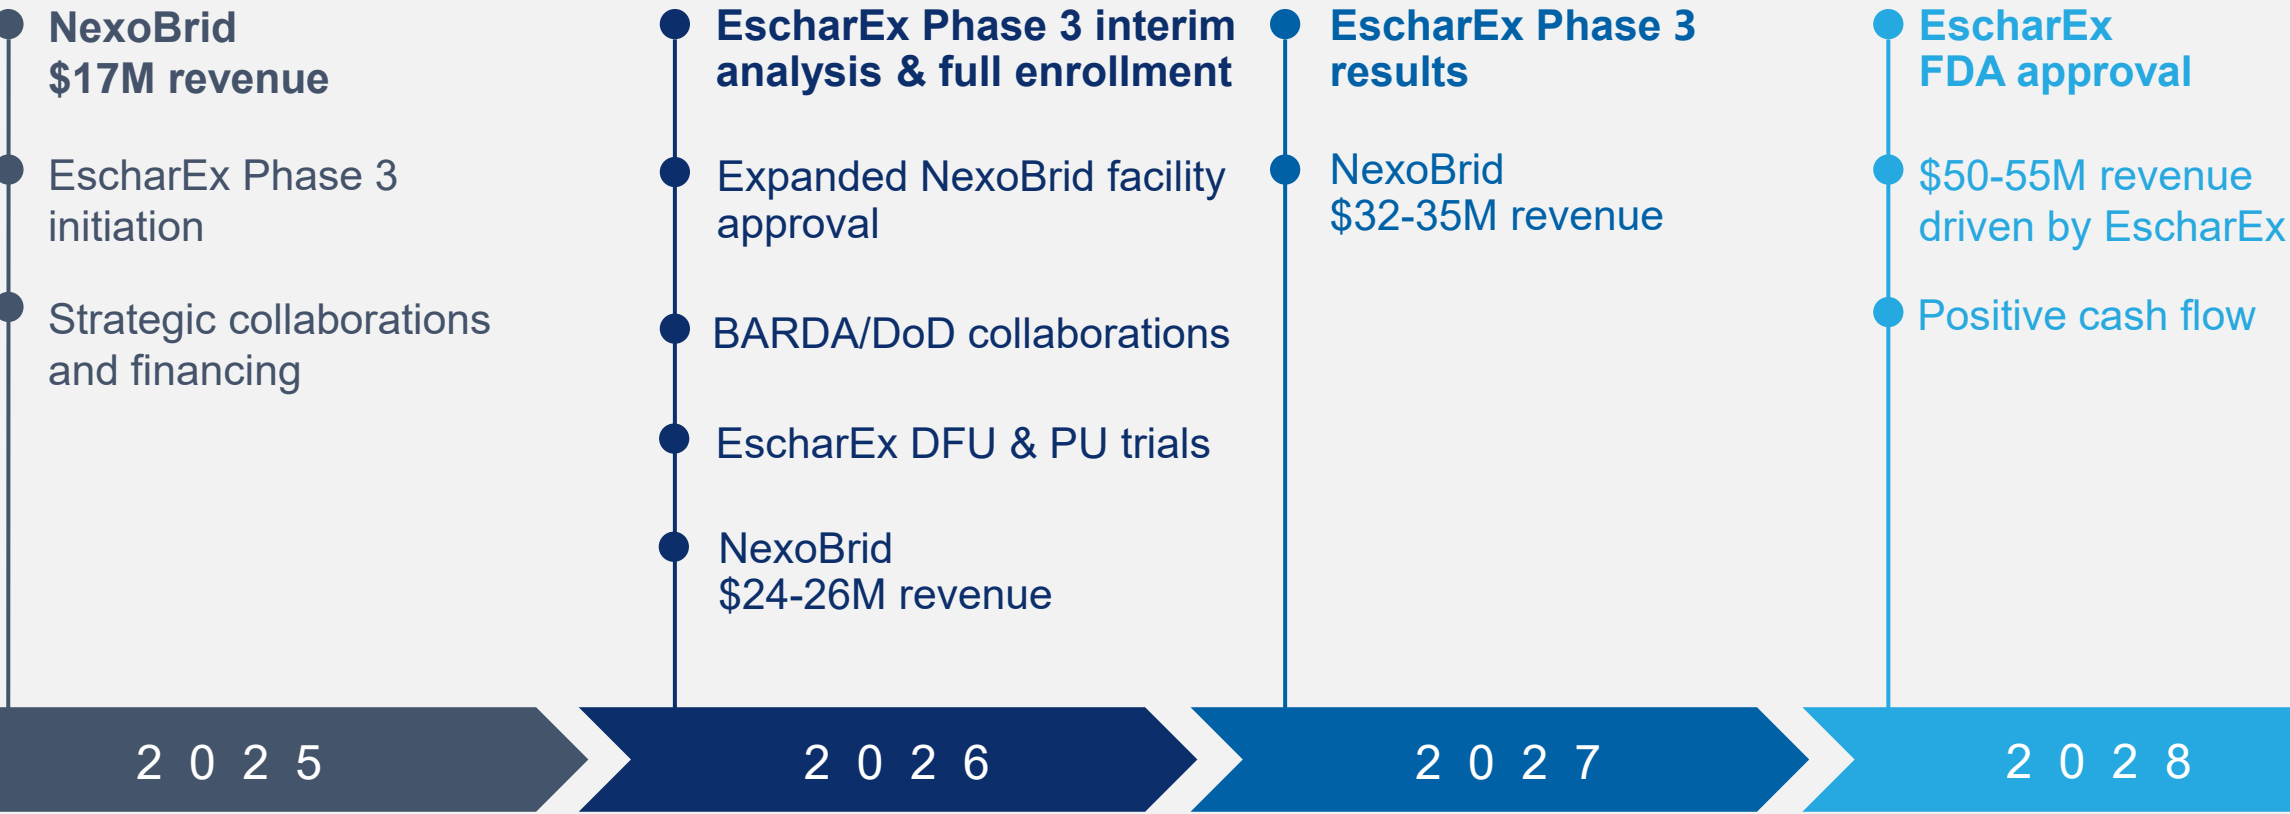 NexoBrid
$17M revenue
EscharEx Phase 3
initiation
Strategic collaborations
and financing
EscharEx Phase 3 interim
analysis & full enrollment
Expanded NexoBrid facility
approval
BARDA/DoD collaborations
EscharEx DFU & PU trials
NexoBrid
$24-26M revenue
EscharEx Phase 3
results
NexoBrid
$32-35M revenue
EscharEx
FDA approval
$50-55M revenue
driven by EscharEx
Positive cash flow
2025
2026
2027
2028